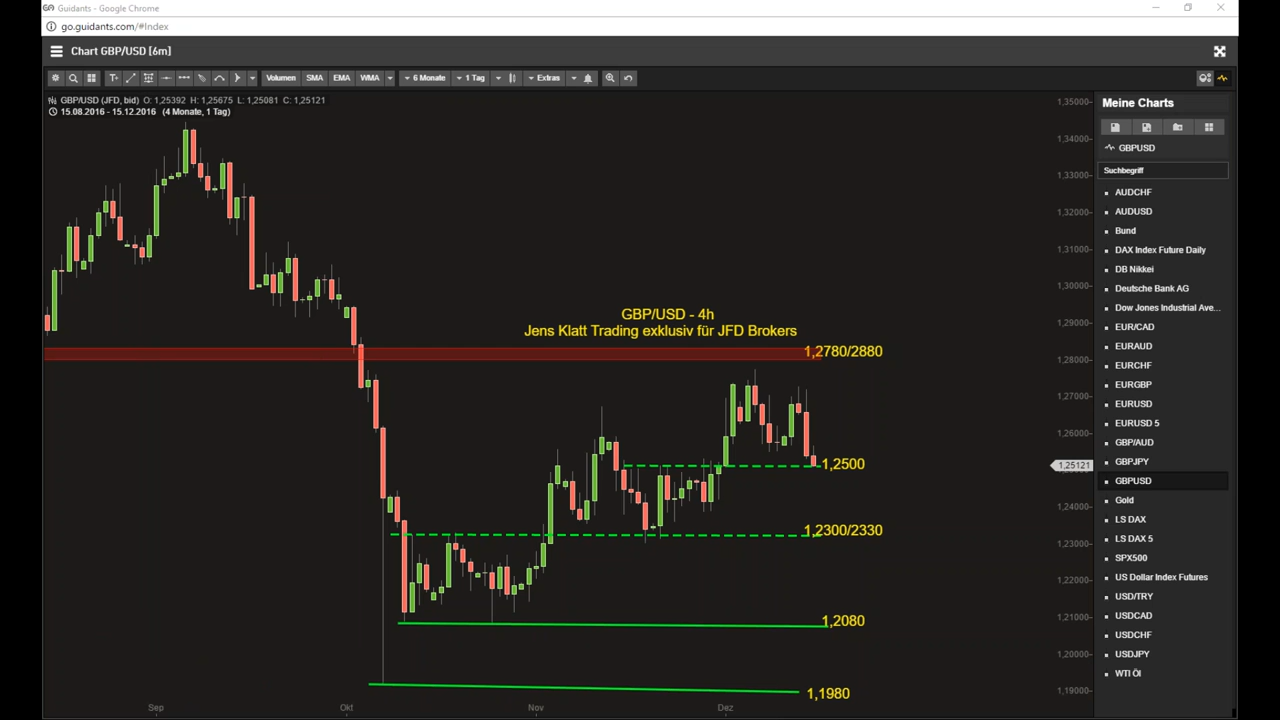 Guidants - Google Chrome
go.guidants.com/#Index
Chart GBP/USD [6m]
Volumen SMA EMA WMA 6 Monate 1 Tag Extras
GBP/USD (JFD, bid) O: 1,25392 H: 1,25675 L: 1,25081 C: 1,25121
15.08.2016 - 15.12.2016 (4 Monate, 1 Tag)
GBP/USD - 4h
Jens Klatt Trading exklusiv für JFD Brokers
1,2780/2880
1,2500
1,2300/2330
1,2080
1,1980
1,35000
1,34000
1,33000
1,32000
1,31000
1,30000
1,29000
1,28000
1,27000
1,26000
1,25121
1,24000
1,23000
1,22000
1,21000
1,20000
1,19000
Sep Okt Nov Dez
Meine Charts
GBPUSD
Suchbegriff
AUDCHF
AUDUSD
Bund
DAX Index Future Daily
DB Nikkei
Deutsche Bank AG
Dow Jones Industrial Ave...
EUR/CAD
EURAUD
EURCHF
EURGBP
EURUSD
EURUSD 5
GBP/AUD
GBPJPY
GBPUSD
Gold
LS DAX
LS DAX 5
SPX500
US Dollar Index Futures
USD/TRY
USDCAD
USDCHF
USDJPY
WTI Öl